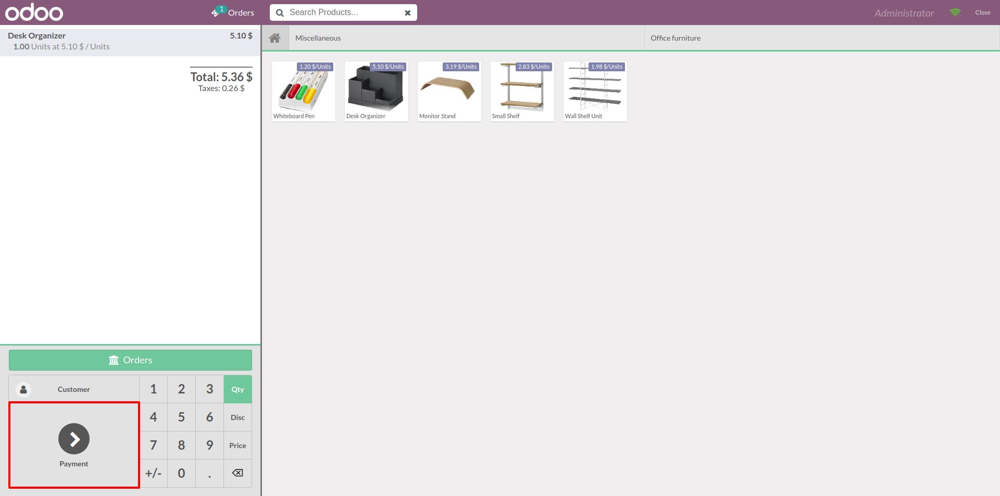 odoo
1
Orders
Search Products...
Administrator
Close
Desk Organizer 5.10 $
1.00 Units at 5.10 $ / Units
Total: 5.36 $
Taxes: 0.26 $
Miscellaneous
Office furniture
1.20 $/Units
Whiteboard Pen
5.10 $/Units
Desk Organizer
3.19 $/Units
Monitor Stand
2.83 $/Units
Small Shelf
1.98 $/Units
Wall Shelf Unit
Orders
Customer
1 2 3 Qty
4 5 6 Disc
7 8 9 Price
Payment
+/- 0 .